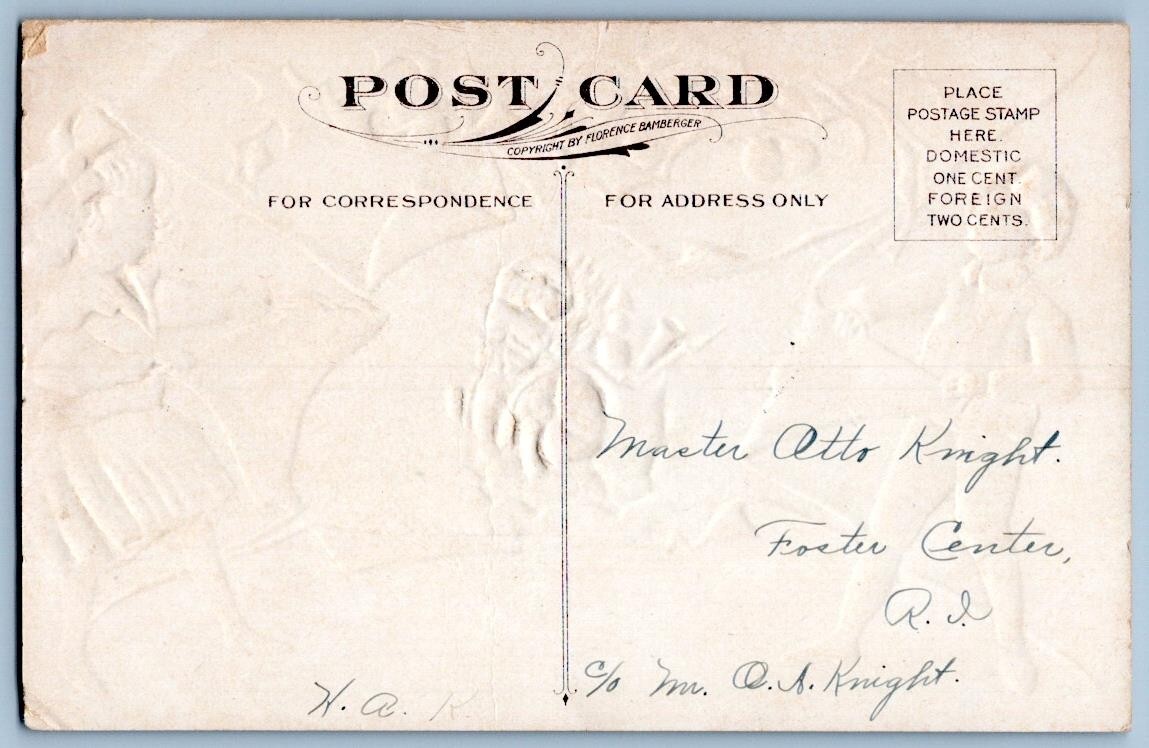 POST CARD
COPYRIGHT BY FLORENCE BAMBERGER
PLACE
POSTAGE STAMP
HERE.
DOMESTIC
ONE CENT.
FOREIGN
TWO CENTS.
FOR CORRESPONDENCE
FOR ADDRESS ONLY
Master Otto Knight.
Foster Center,
R. I.
c/o Mr. O. A. Knight.
H. A. K